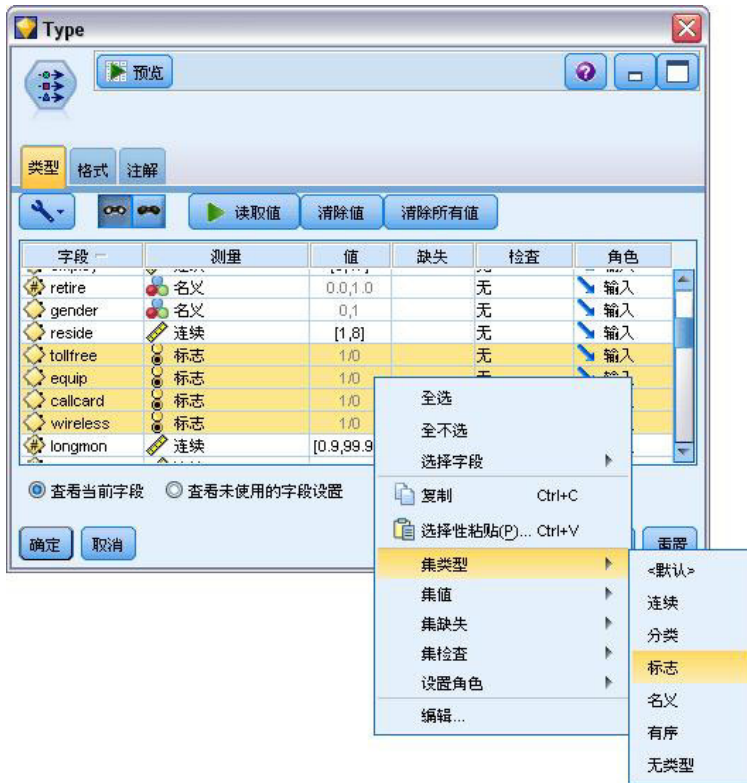 Type
预览
类型 格式 注解
读取值 清除值 清除所有值
字段 测量 值 缺失 检查 角色
retire 名义 0.0,1.0 无 输入
gender 名义 0,1 无 输入
reside 连续 [1,8] 无 输入
tollfree 标志 1/0 无 输入
equip 标志 1/0
callcard 标志 1/0
wireless 标志 1/0
longmon 连续 [0.9,99.9
查看当前字段 查看未使用的字段设置
确定 取消 重置
全选
全不选
选择字段
复制 Ctrl+C
选择性粘贴(P)... Ctrl+V
集类型
集值
集缺失
集检查
设置角色
编辑...
<默认>
连续
分类
标志
名义
有序
无类型